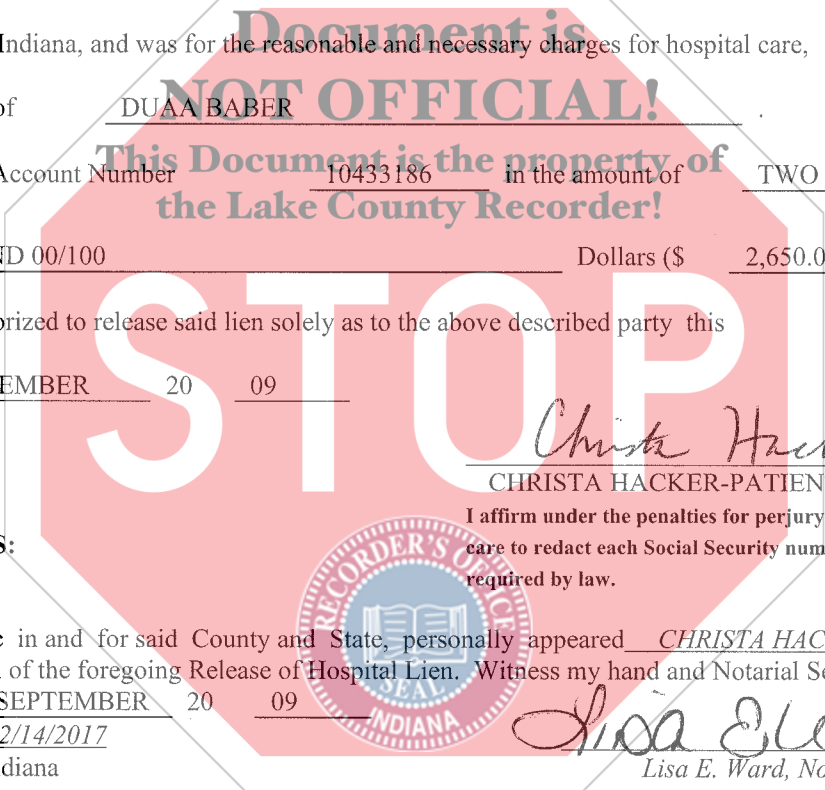 Document is
Indiana, and was for the reasonable and necessary charges for hospital care,
NOT OFFICIAL!
of DUAA BABER .
This Document is the property of
Account Number 10433186 in the amount of TWO
the Lake County Recorder!
ND 00/100 Dollars ($ 2,650.0
STOP
orized to release said lien solely as to the above described party this
EMBER 20 09
Christa Hack
CHRISTA HACKER-PATIEN
I affirm under the penalties for perjury
S:
care to redact each Social Security num
required by law.
RECORDER'S OFFICE
SEAL
INDIANA
in and for said County and State, personally appeared CHRISTA HAC
of the foregoing Release of Hospital Lien. Witness my hand and Notarial Se
SEPTEMBER 20 09
2/14/2017
Lisa E. W
diana
Lisa E. Ward, No